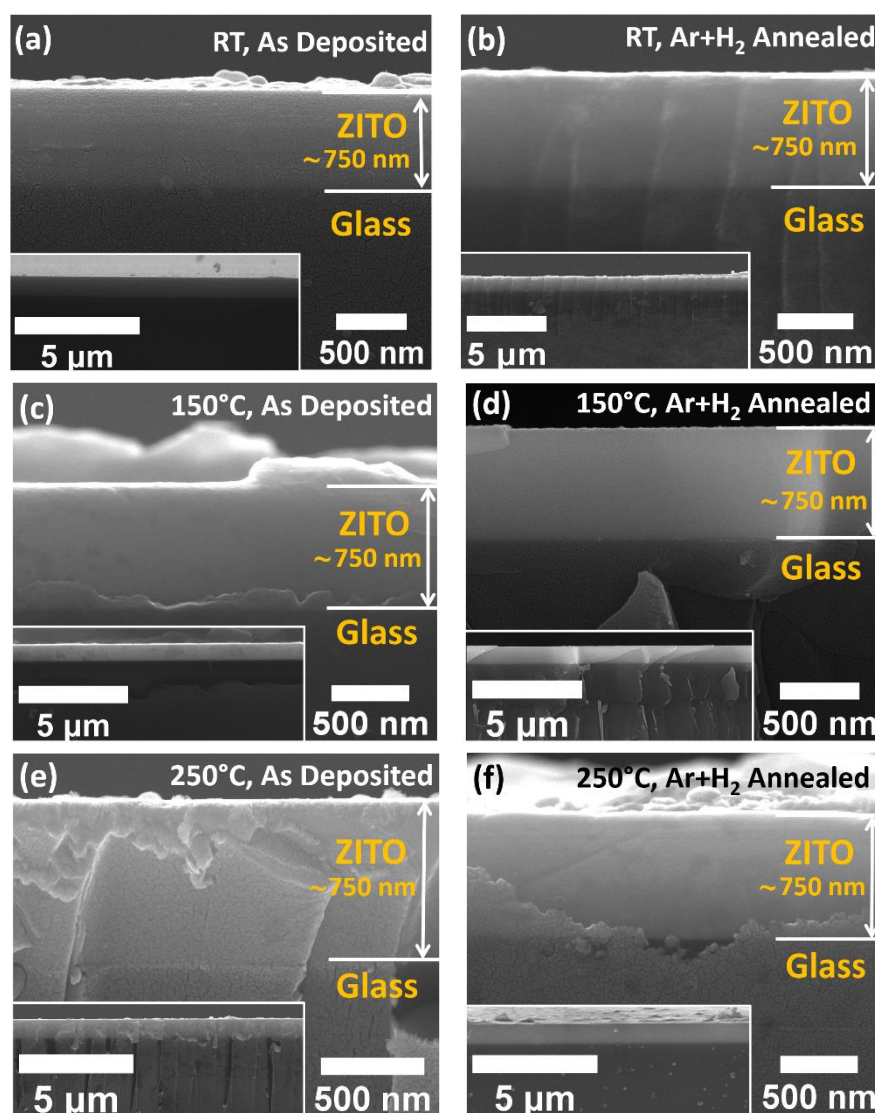 (a)
RT, As Deposited
ZITO
~750 nm
Glass
5 μm
500 nm
(b)
RT, Ar+H₂ Annealed
ZITO
~750 nm
Glass
5 μm
500 nm
(c)
150°C, As Deposited
ZITO
~750 nm
Glass
5 μm
500 nm
(d)
150°C, Ar+H₂ Annealed
ZITO
~750 nm
Glass
5 μm
500 nm
(e)
250°C, As Deposited
ZITO
~750 nm
Glass
5 μm
500 nm
(f)
250°C, Ar+H₂ Annealed
ZITO
~750 nm
Glass
5 μm
500 nm